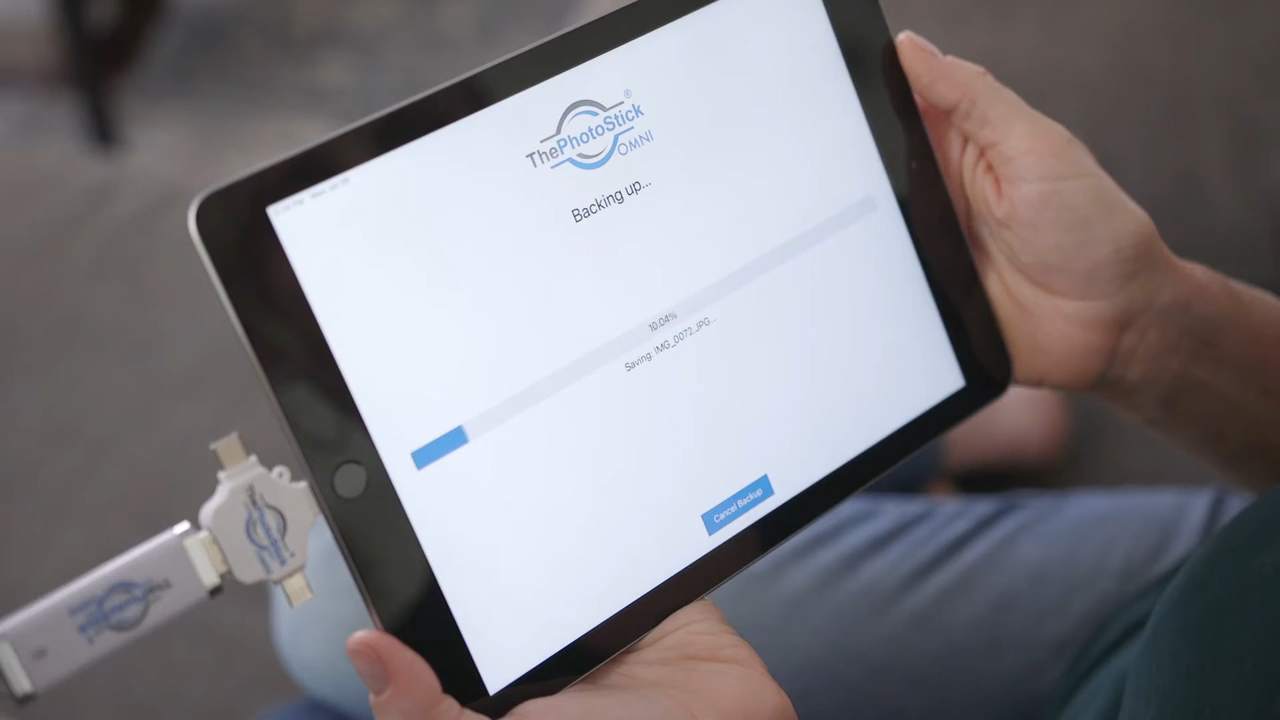 ThePhotoStick®
OMNI
Backing up...
10.04%
Saving: IMG_0072.JPG...
Cancel Backup